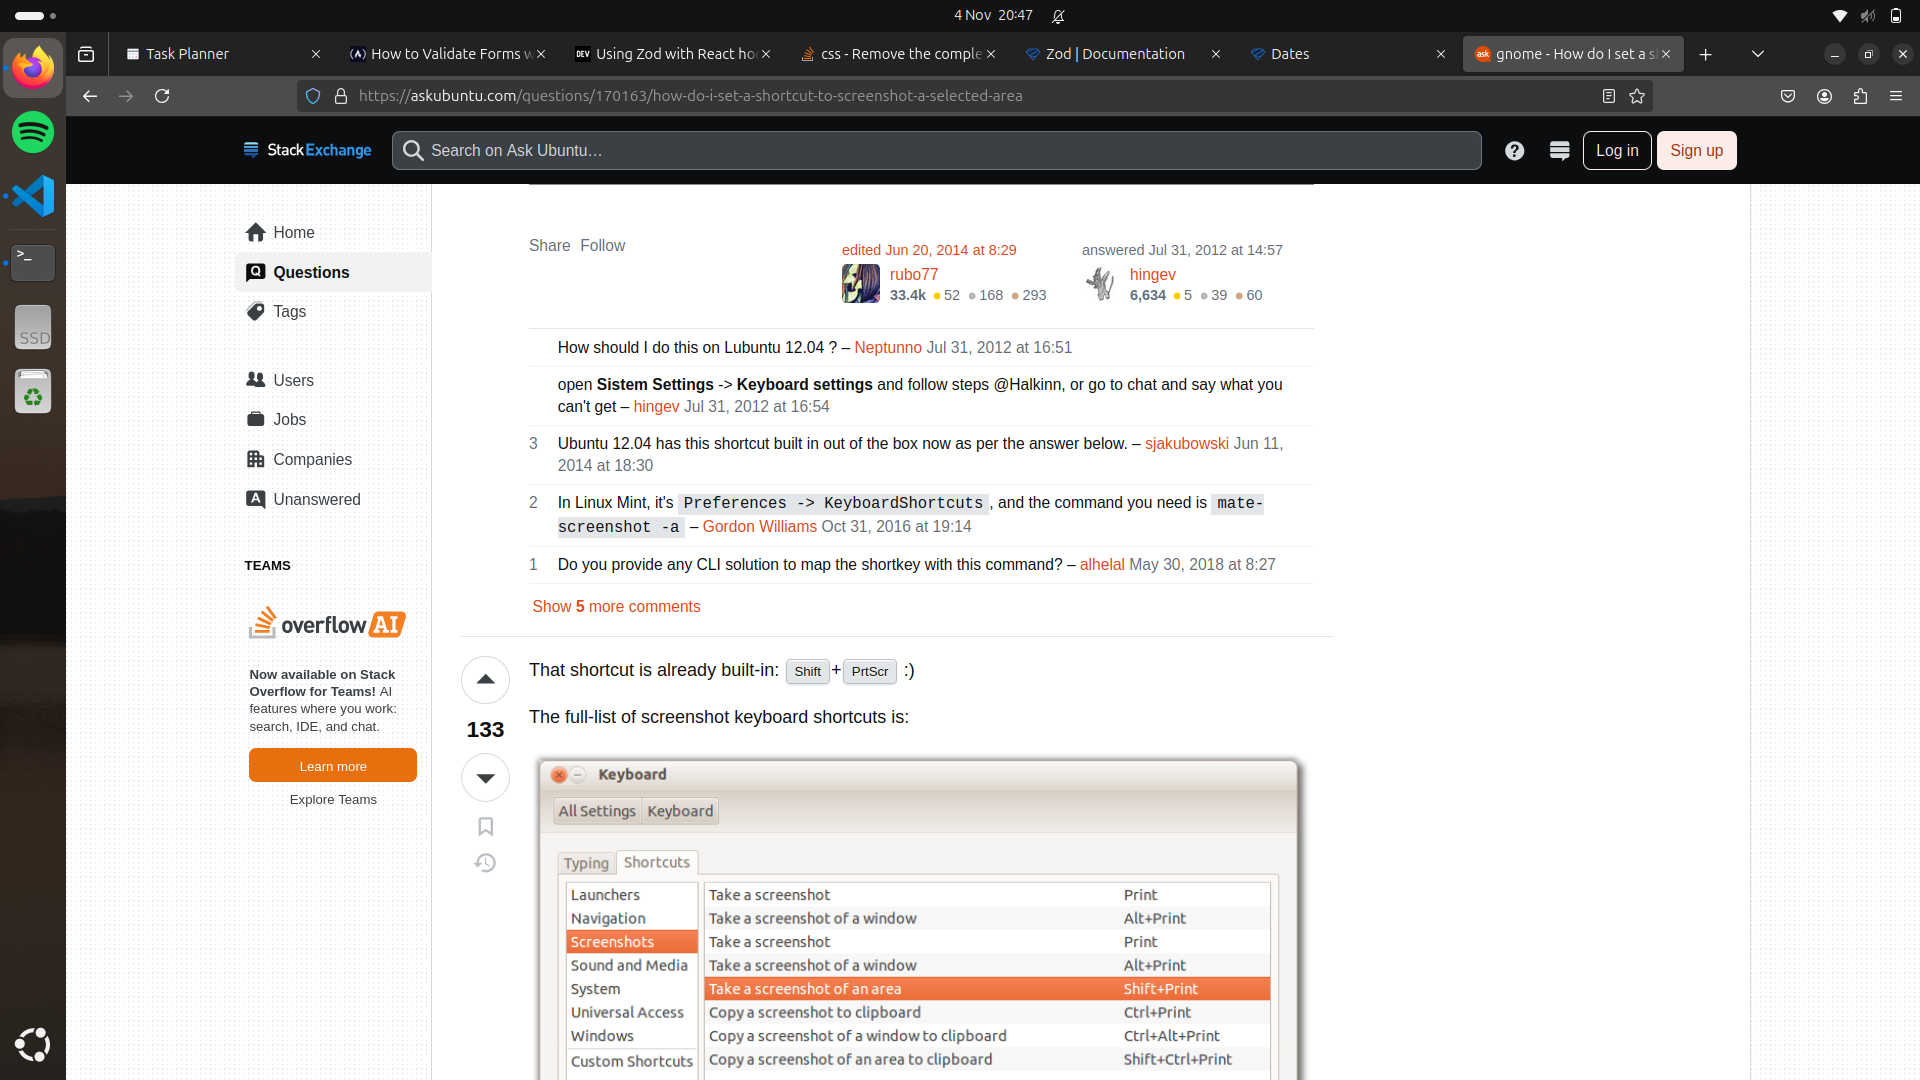 4 Nov 20:47
Task Planner
How to Validate Forms w
Using Zod with React hoo
css - Remove the comple
Zod | Documentation
Dates
gnome - How do I set a s
https://askubuntu.com/questions/170163/how-do-i-set-a-shortcut-to-screenshot-a-selected-area
StackExchange
Search on Ask Ubuntu…
Log in
Sign up
SSD
Home
Questions
Tags
Users
Jobs
Companies
Unanswered
TEAMS
overflowAI
Now available on Stack
Overflow for Teams! AI
features where you work:
search, IDE, and chat.
Learn more
Explore Teams
Share Follow
edited Jun 20, 2014 at 8:29
rubo77
33.4k 52 168 293
answered Jul 31, 2012 at 14:57
hingev
6,634 5 39 60
How should I do this on Lubuntu 12.04 ? – Neptunno Jul 31, 2012 at 16:51
open Sistem Settings -> Keyboard settings and follow steps @Halkinn, or go to chat and say what you
can't get – hingev Jul 31, 2012 at 16:54
3 Ubuntu 12.04 has this shortcut built in out of the box now as per the answer below. – sjakubowski Jun 11,
2014 at 18:30
2 In Linux Mint, it's Preferences -> KeyboardShortcuts , and the command you need is mate-
screenshot -a – Gordon Williams Oct 31, 2016 at 19:14
1 Do you provide any CLI solution to map the shortkey with this command? – alhelal May 30, 2018 at 8:27
Show 5 more comments
133
That shortcut is already built-in: Shift+PrtScr :)
The full-list of screenshot keyboard shortcuts is:
Keyboard
All Settings Keyboard
Typing Shortcuts
Launchers
Navigation
Screenshots
Sound and Media
System
Universal Access
Windows
Custom Shortcuts
Take a screenshot Print
Take a screenshot of a window Alt+Print
Take a screenshot Print
Take a screenshot of a window Alt+Print
Take a screenshot of an area Shift+Print
Copy a screenshot to clipboard Ctrl+Print
Copy a screenshot of a window to clipboard Ctrl+Alt+Print
Copy a screenshot of an area to clipboard Shift+Ctrl+Print